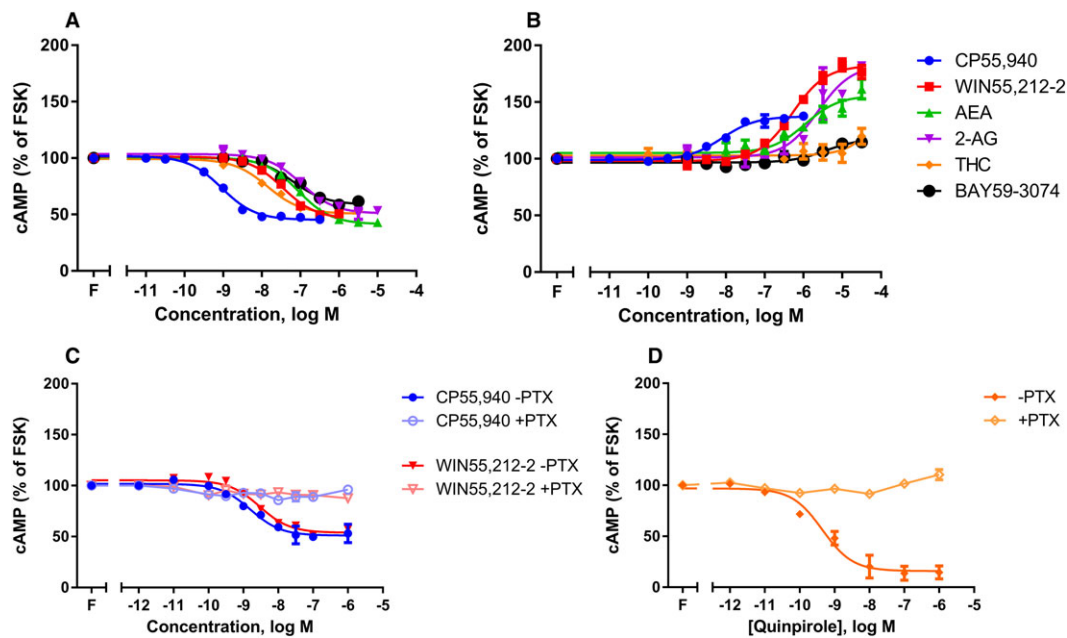 A
200
150
100
50
0
cAMP (% of FSK)
F -11 -10 -9 -8 -7 -6 -5 -4
Concentration, log M
B
200
150
100
50
0
cAMP (% of FSK)
F -11 -10 -9 -8 -7 -6 -5 -4
Concentration, log M
CP55,940
WIN55,212-2
AEA
2-AG
THC
BAY59-3074
C
200
150
100
50
0
cAMP (% of FSK)
F -12 -11 -10 -9 -8 -7 -6 -5
Concentration, log M
CP55,940 -PTX
CP55,940 +PTX
WIN55,212-2 -PTX
WIN55,212-2 +PTX
D
200
150
100
50
0
cAMP (% of FSK)
F -12 -11 -10 -9 -8 -7 -6 -5
[Quinpirole], log M
-PTX
+PTX